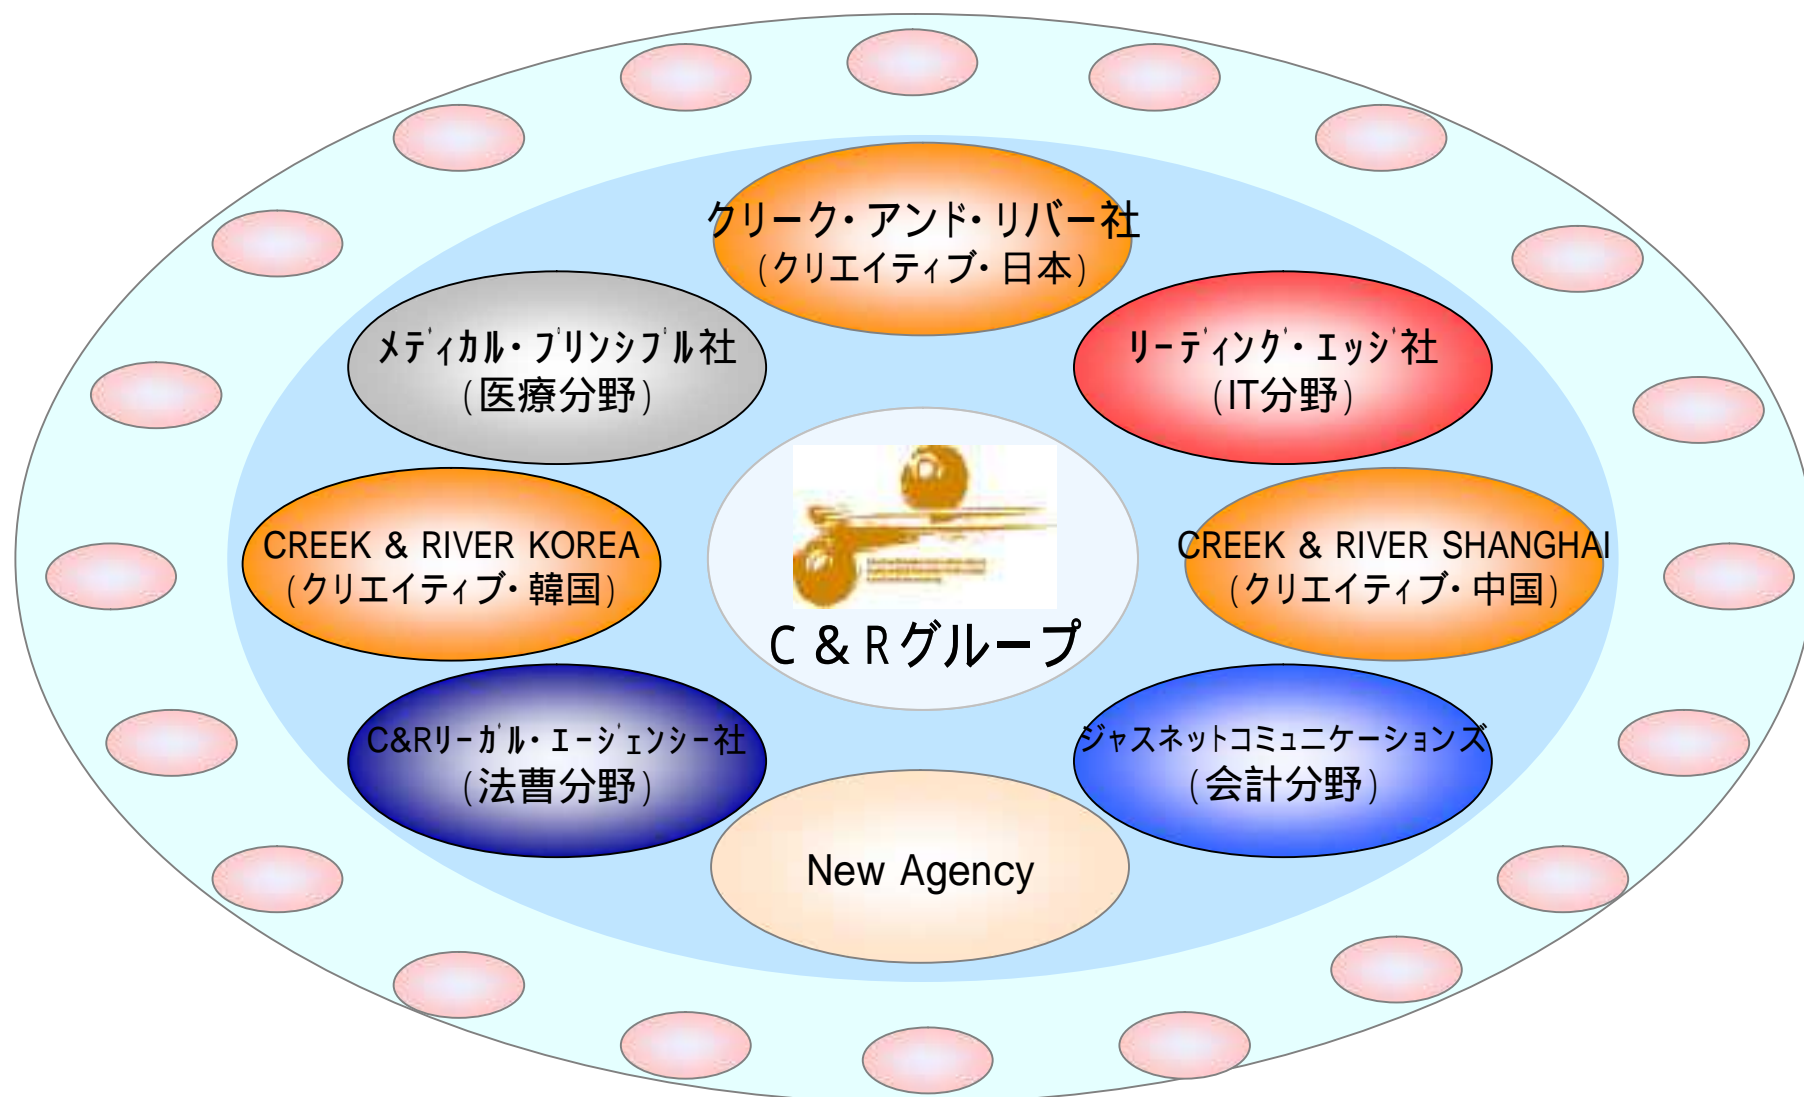 クリーク・アンド・リバー社
(クリエイティブ・日本)
メディカル・プリンシプル社
(医療分野)
リーディング・エッジ社
(IT分野)
CREEK & RIVER KOREA
(クリエイティブ・韓国)
C&Rグループ
CREEK & RIVER SHANGHAI
(クリエイティブ・中国)
C&Rリーガル・エージェンシー社
(法曹分野)
ジャスネットコミュニケーションズ
(会計分野)
New Agency